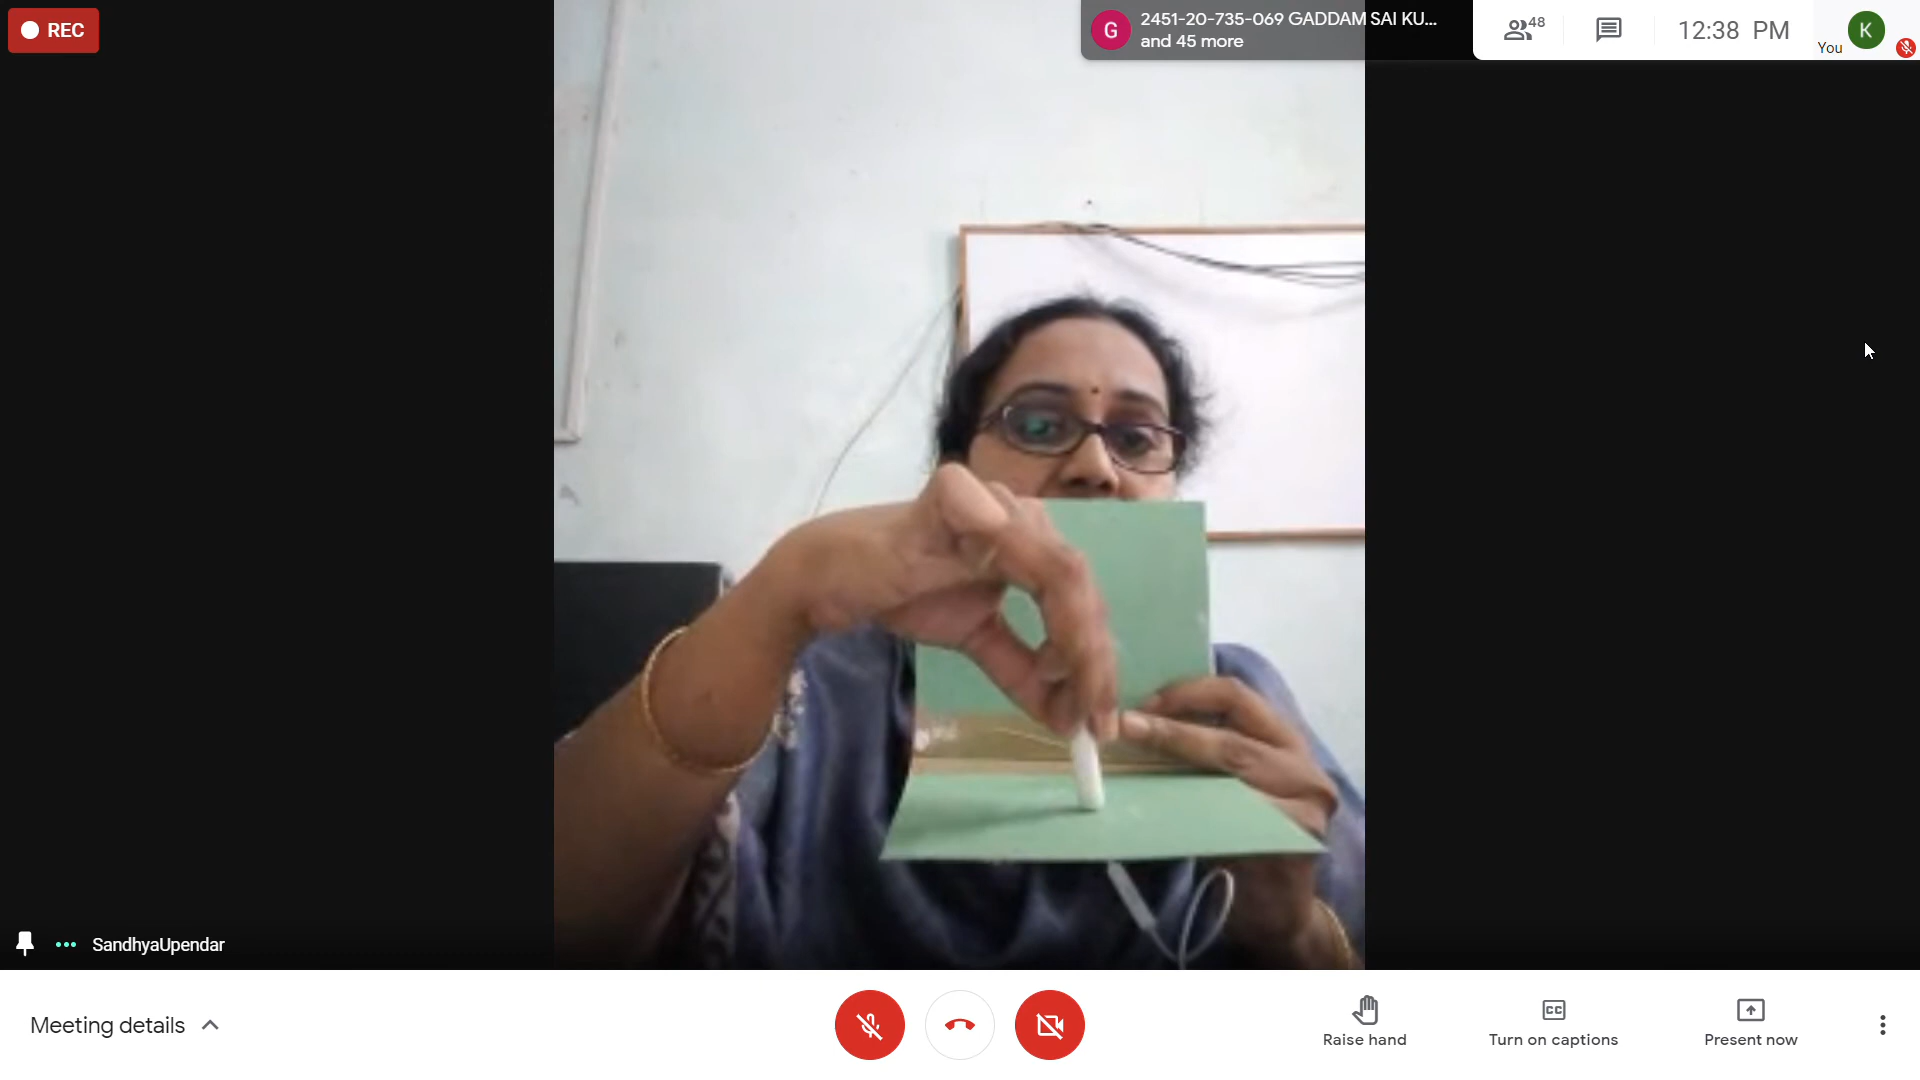 REC
2451-20-735-069 GADDAM SAI KU...
and 45 more
G
48
12:38 PM
You
K
SandhyaUpendar
Meeting details
Raise hand
CC
Turn on captions
Present now